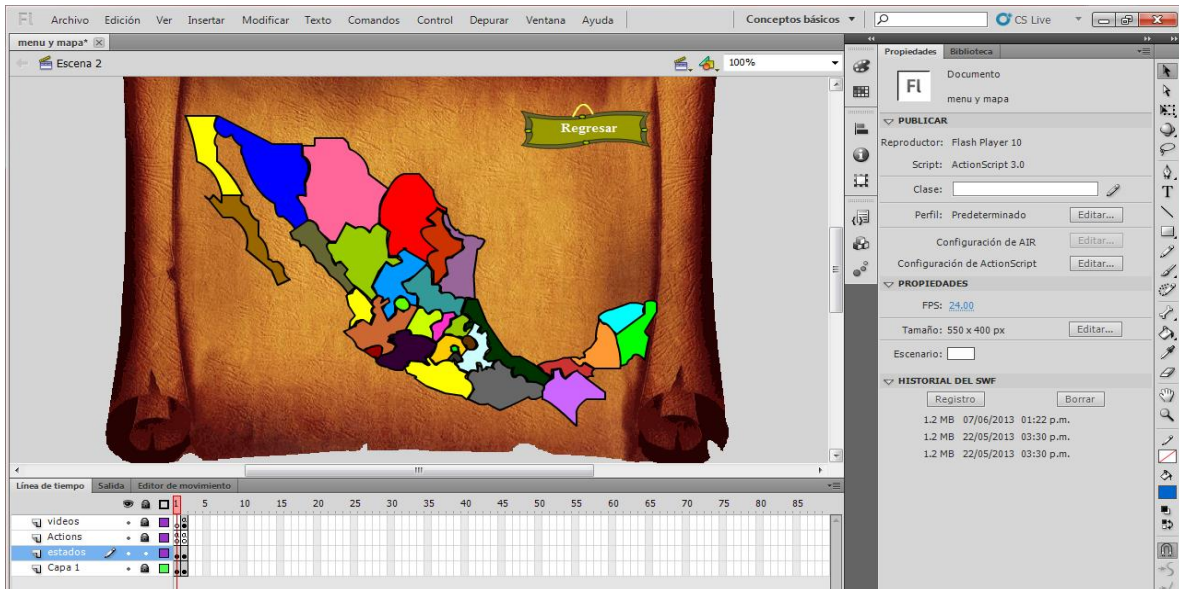 Fl Archivo Edición Ver Insertar Modificar Texto Comandos Control Depurar Ventana Ayuda Conceptos básicos CS Live
menu y mapa*
Escena 2 100%
Regresar
Propiedades Biblioteca
Fl
Documento
menu y mapa
PUBLICAR
Reproductor: Flash Player 10
Script: ActionScript 3.0
Clase:
Perfil: Predeterminado Editar...
Configuración de AIR Editar...
Configuración de ActionScript Editar...
PROPIEDADES
FPS: 24.00
Tamaño: 550 x 400 px Editar...
Escenario:
HISTORIAL DEL SWF
Registro Borrar
1.2 MB 07/06/2013 01:22 p.m.
1.2 MB 22/05/2013 03:30 p.m.
1.2 MB 22/05/2013 03:30 p.m.
Línea de tiempo Salida Editor de movimiento
1 5 10 15 20 25 30 35 40 45 50 55 60 65 70 75 80 85
videos
Actions
estados
Capa 1